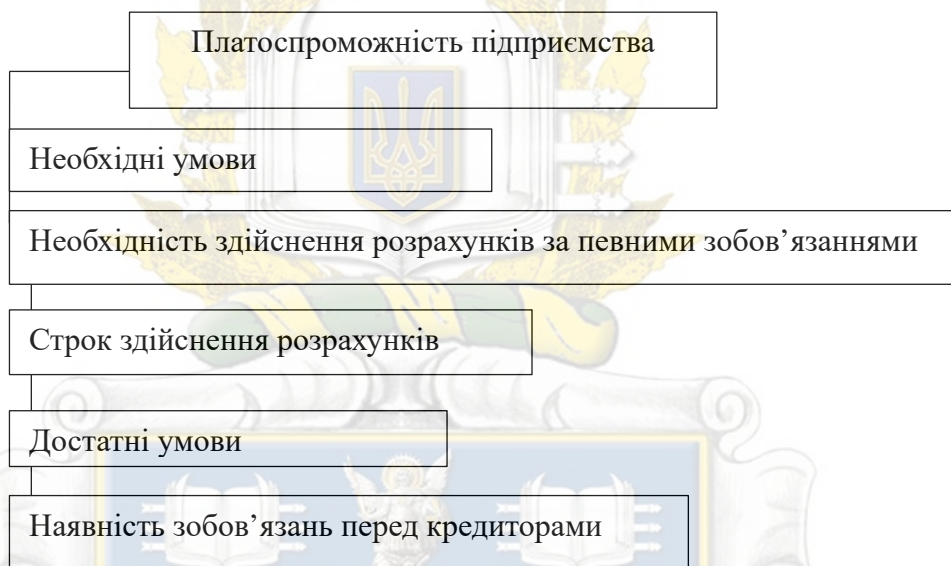 Платоспроможність підприємства
Необхідні умови
Необхідність здійснення розрахунків за певними зобов’язаннями
Строк здійснення розрахунків
Достатні умови
Наявність зобов’язань перед кредиторами